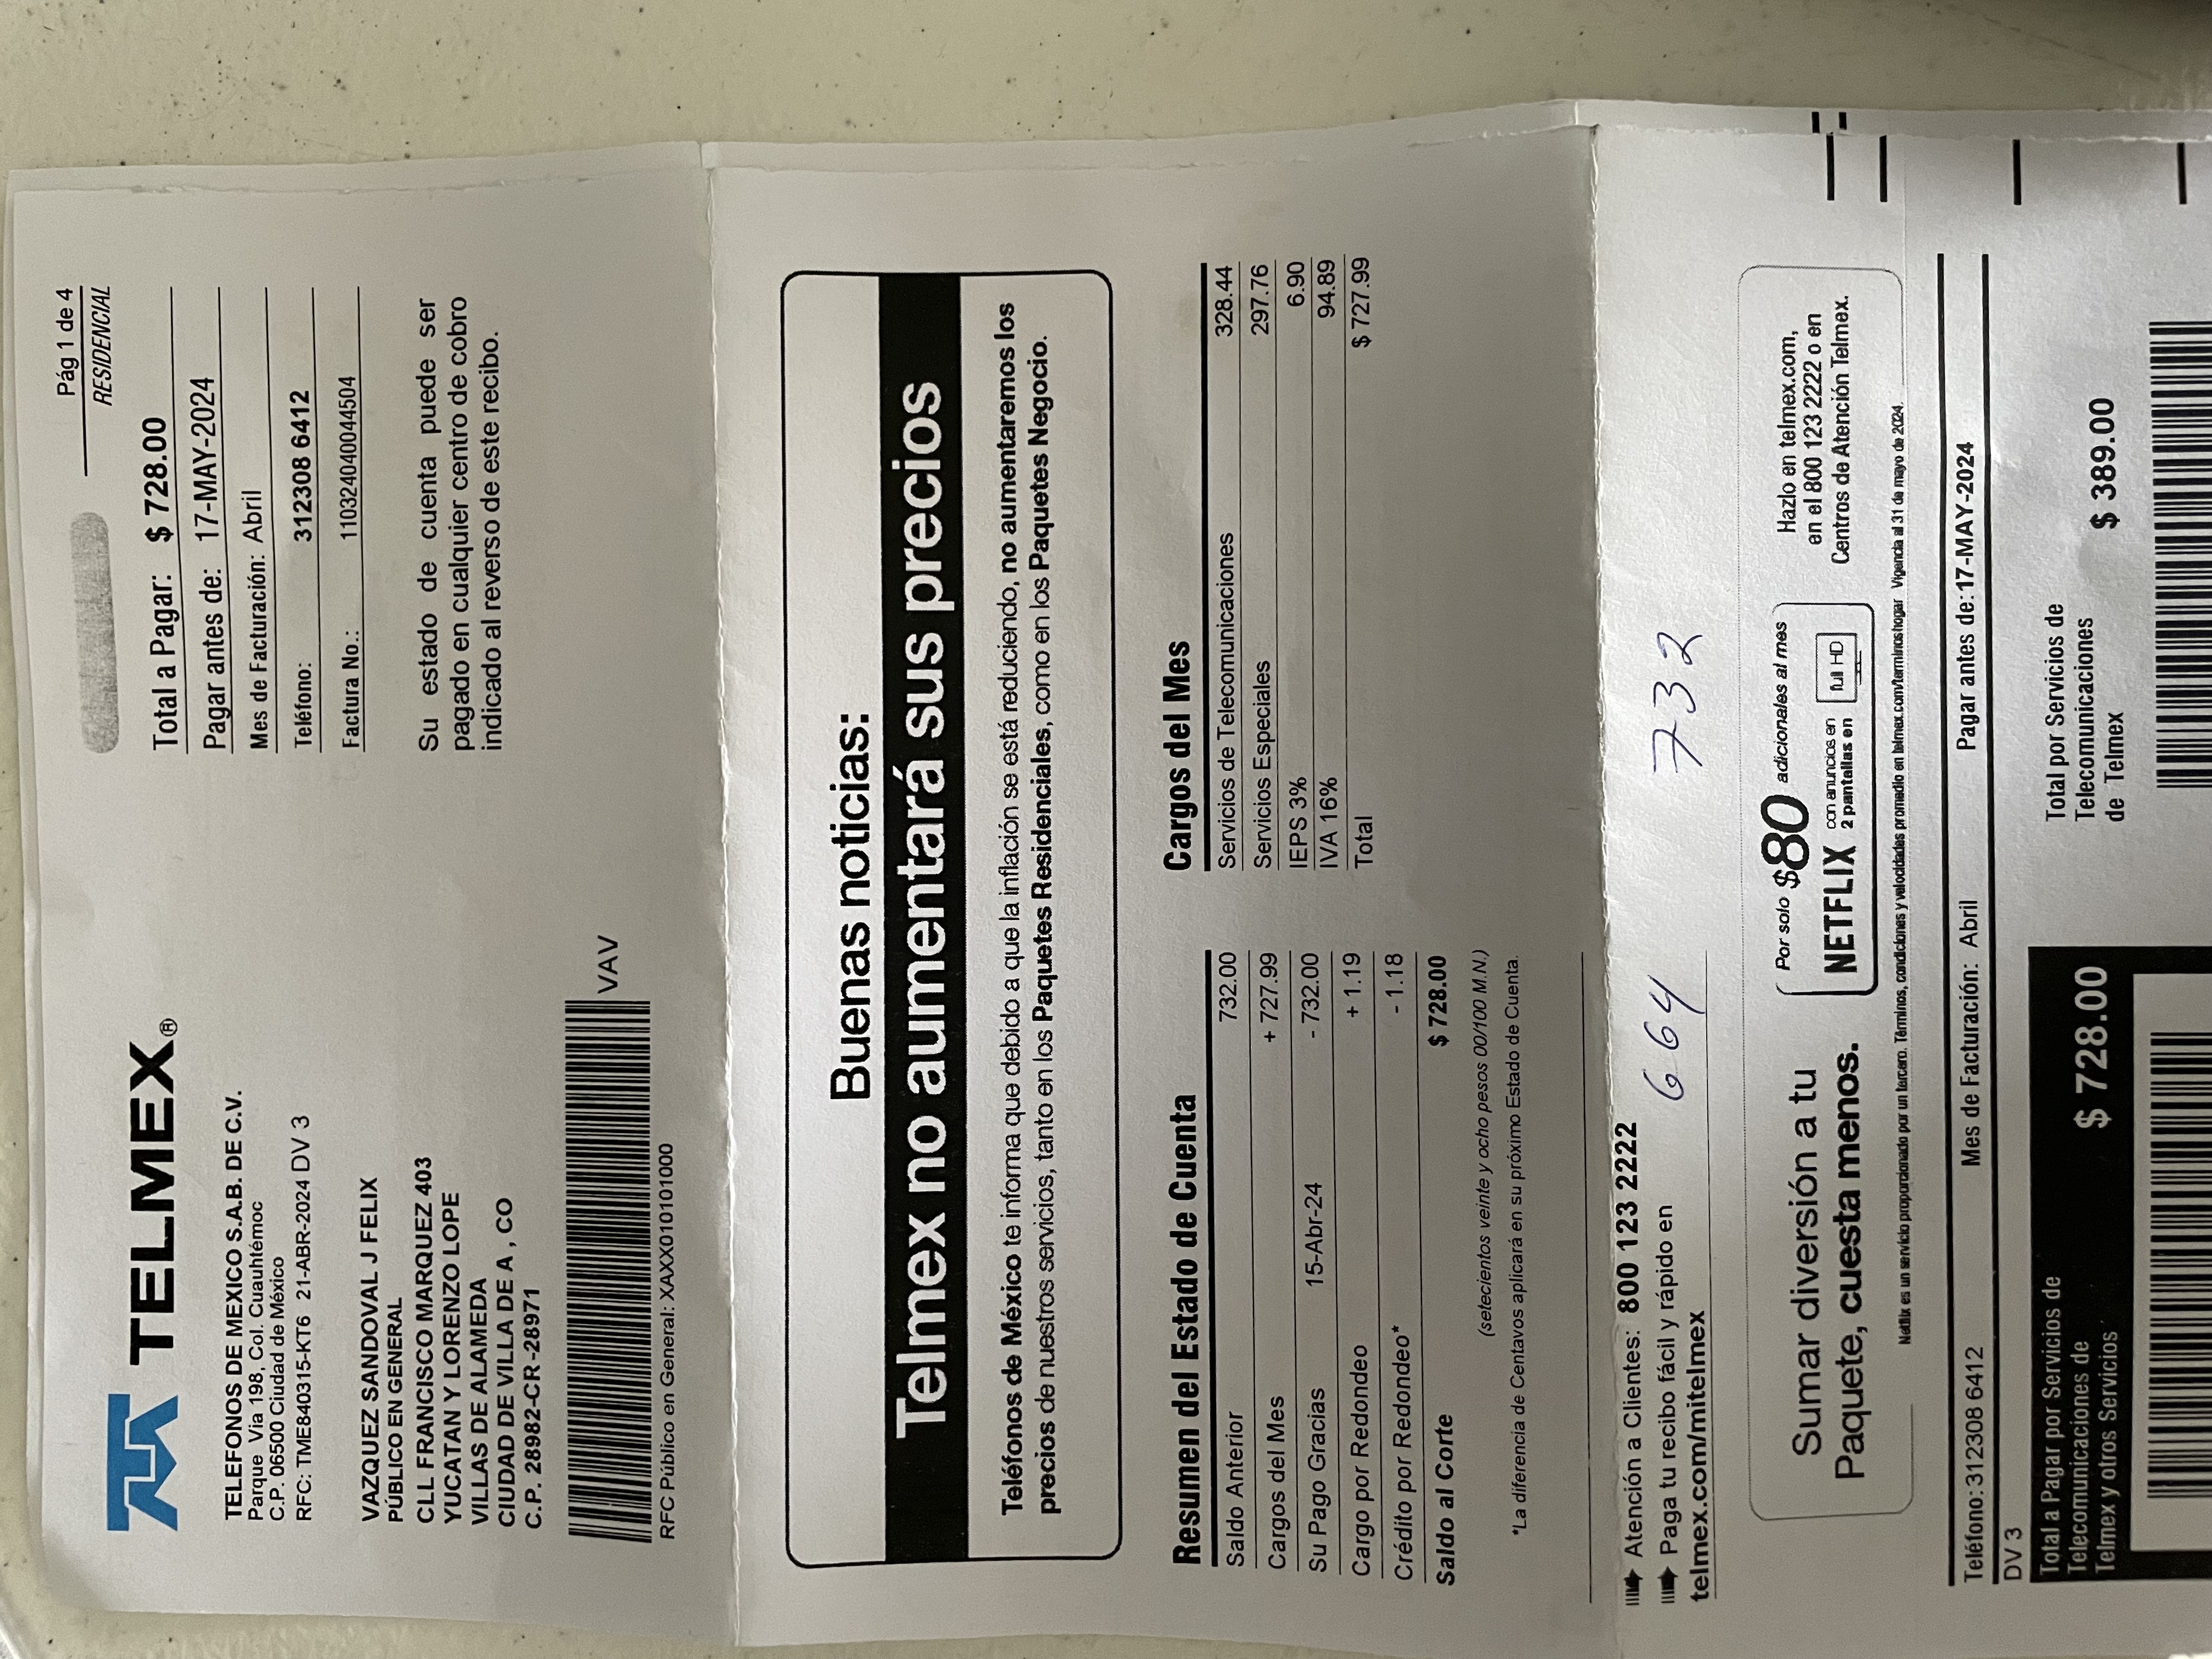 Pág 1 de 4
RESIDENCIAL
TELMEX®
Total a Pagar: $ 728.00
Pagar antes de: 17-MAY-2024
Mes de Facturación: Abril
Teléfono: 312308 6412
Factura No.: 110324040044504
TELEFONOS DE MEXICO S.A.B. DE C.V.
Parque Via 198, Col. Cuauhtémoc
C.P. 06500 Ciudad de México
RFC: TME840315-KT6 21-ABR-2024 DV 3
VAZQUEZ SANDOVAL J FELIX
PÚBLICO EN GENERAL
CLL FRANCISCO MARQUEZ 403
YUCATAN Y LORENZO LOPE
VILLAS DE ALAMEDA
CIUDAD DE VILLA DE A , CO
C.P. 28982-CR-28971
Su estado de cuenta puede ser
pagado en cualquier centro de cobro
indicado al reverso de este recibo.
VAV
RFC Público en General: XAXX010101000
Buenas noticias:
Telmex no aumentará sus precios
Teléfonos de México te informa que debido a que la inflación se está reduciendo, no aumentaremos los
precios de nuestros servicios, tanto en los Paquetes Residenciales, como en los Paquetes Negocio.
Resumen del Estado de Cuenta
Saldo Anterior 732.00
Cargos del Mes + 727.99
Su Pago Gracias 15-Abr-24 - 732.00
Cargo por Redondeo + 1.19
Crédito por Redondeo* - 1.18
Saldo al Corte $ 728.00
(setecientos veinte y ocho pesos 00/100 M.N.)
*La diferencia de Centavos aplicará en su próximo Estado de Cuenta.
Cargos del Mes
Servicios de Telecomunicaciones 328.44
Servicios Especiales 297.76
IEPS 3% 6.90
IVA 16% 94.89
Total $ 727.99
Atención a Clientes: 800 123 2222
Paga tu recibo fácil y rápido en
telmex.com/mitelmex
664 732
Sumar diversión a tu
Paquete, cuesta menos.
Por solo $80 adicionales al mes
NETFLIX con anuncios en
2 pantallas en full HD
Hazlo en telmex.com,
en el 800 123 2222 o en
Centros de Atención Telmex.
Netflix es un servicio proporcionado por un tercero. Términos, condiciones y velocidades promedio en telmex.com/terminoshogar Vigencia al 31 de mayo de 2024.
Teléfono: 312308 6412 Mes de Facturación: Abril Pagar antes de: 17-MAY-2024
DV 3
Total a Pagar por Servicios de
Telecomunicaciones de
Telmex y otros Servicios $ 728.00
Total por Servicios de
Telecomunicaciones
de Telmex $ 389.00